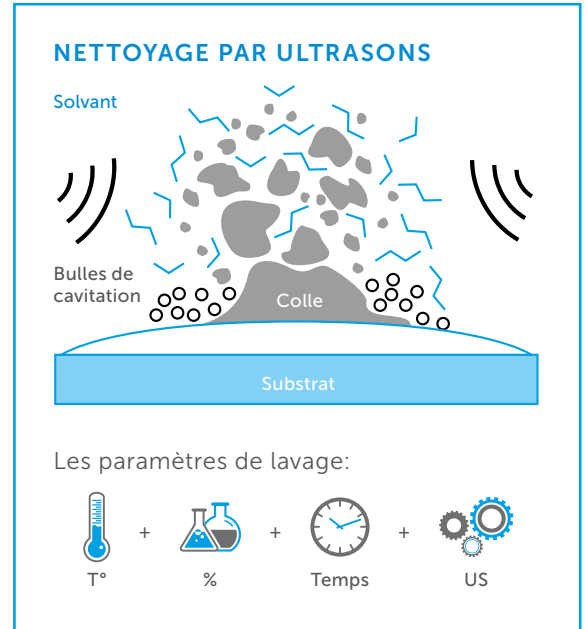 NETTOYAGE PAR ULTRASONS
Solvant
Bulles de
cavitation
Colle
Substrat
Les paramètres de lavage:
+ + +
T° % Temps US